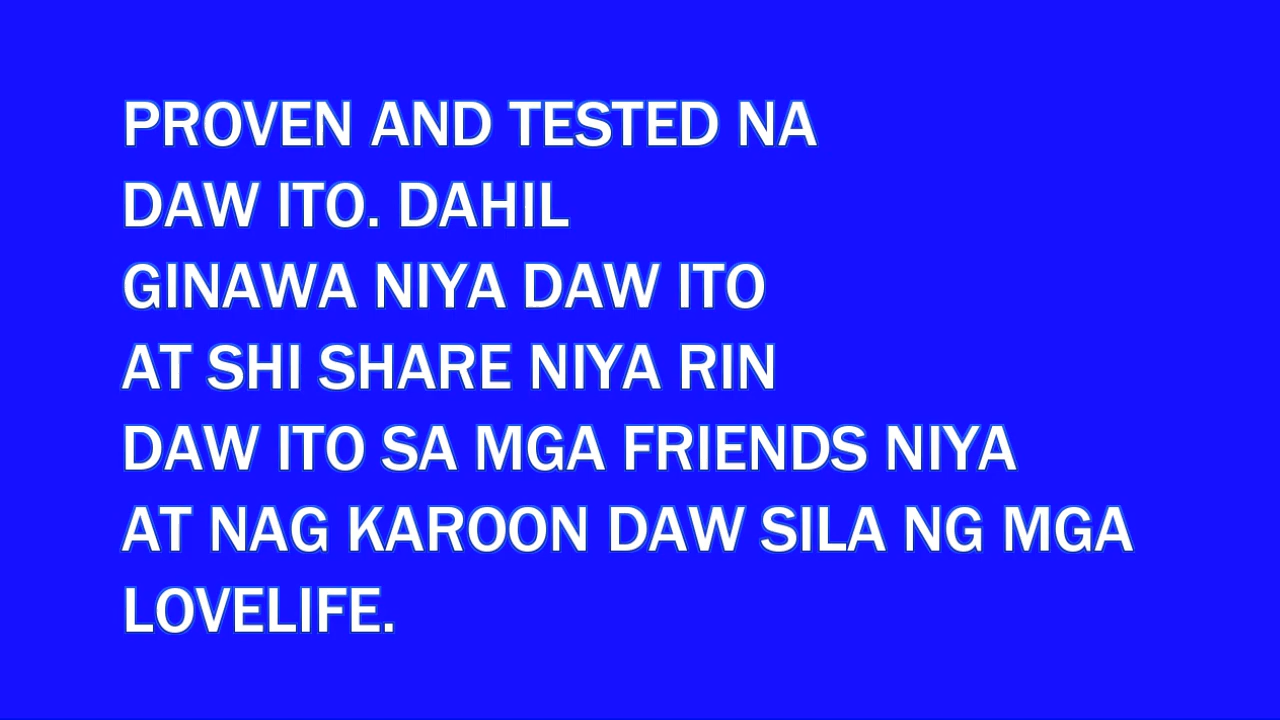 PROVEN AND TESTED NA
DAW ITO. DAHIL
GINAWA NIYA DAW ITO
AT SHI SHARE NIYA RIN
DAW ITO SA MGA FRIENDS NIYA
AT NAG KAROON DAW SILA NG MGA
LOVELIFE.